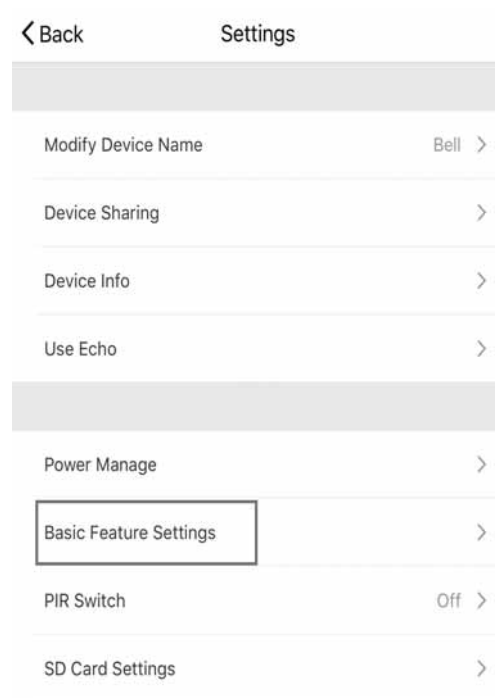 Back Settings
Modify Device Name Bell
Device Sharing
Device Info
Use Echo
Power Manage
Basic Feature Settings
PIR Switch Off
SD Card Settings